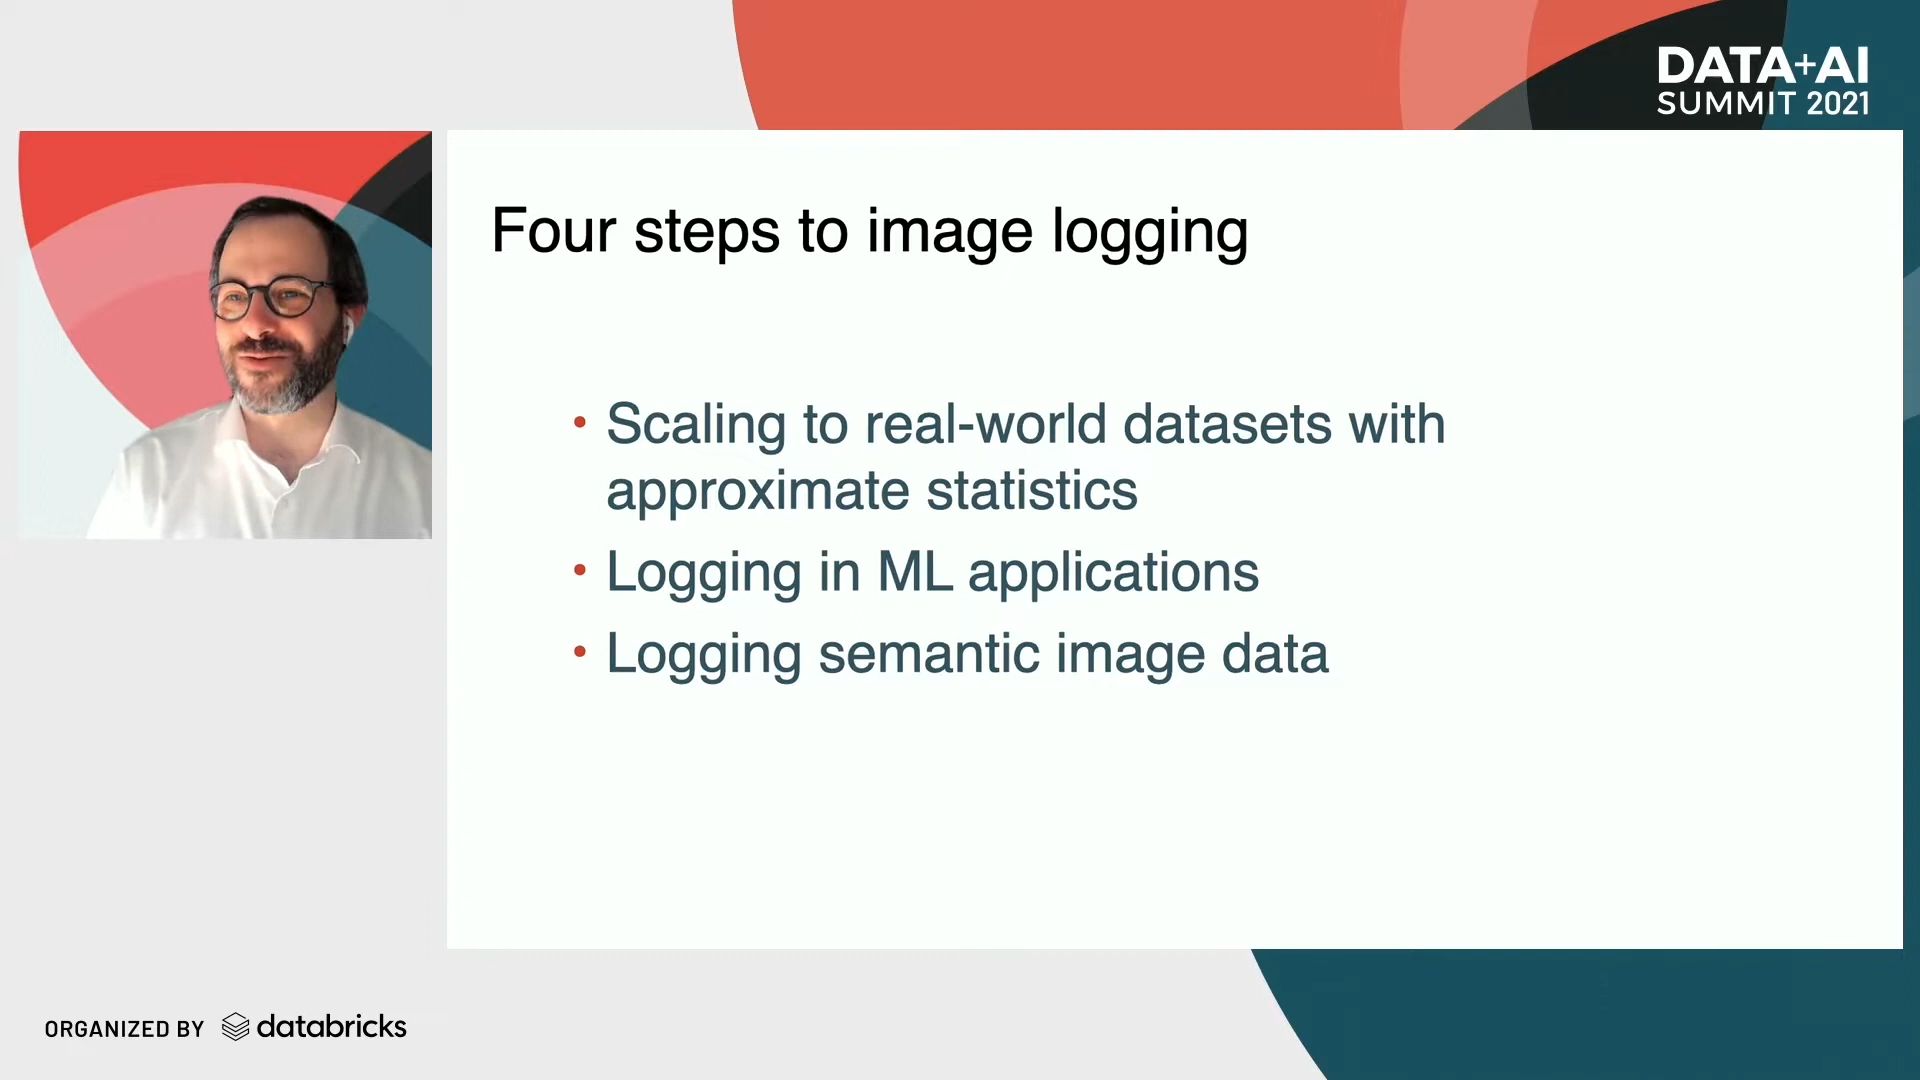 DATA+AI
SUMMIT 2021
Four steps to image logging
• Scaling to real-world datasets with
approximate statistics
• Logging in ML applications
• Logging semantic image data
ORGANIZED BY databricks